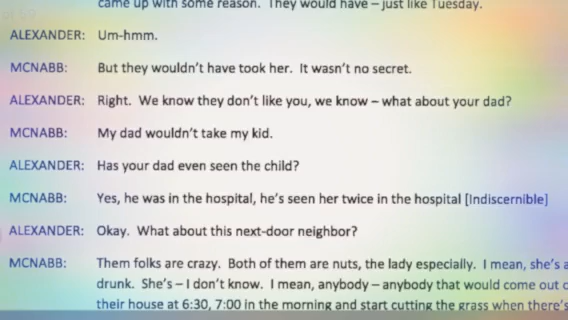 came up with some reason. They would have – just like Tuesday.
ALEXANDER: Um-hmm.
MCNABB: But they wouldn't have took her. It wasn't no secret.
ALEXANDER: Right. We know they don't like you, we know – what about your dad?
MCNABB: My dad wouldn't take my kid.
ALEXANDER: Has your dad even seen the child?
MCNABB: Yes, he was in the hospital, he's seen her twice in the hospital [Indiscernible]
ALEXANDER: Okay. What about this next-door neighbor?
MCNABB: Them folks are crazy. Both of them are nuts, the lady especially. I mean, she's a
drunk. She's – I don't know. I mean, anybody – anybody that would come out
their house at 6:30, 7:00 in the morning and start cutting the grass when there's